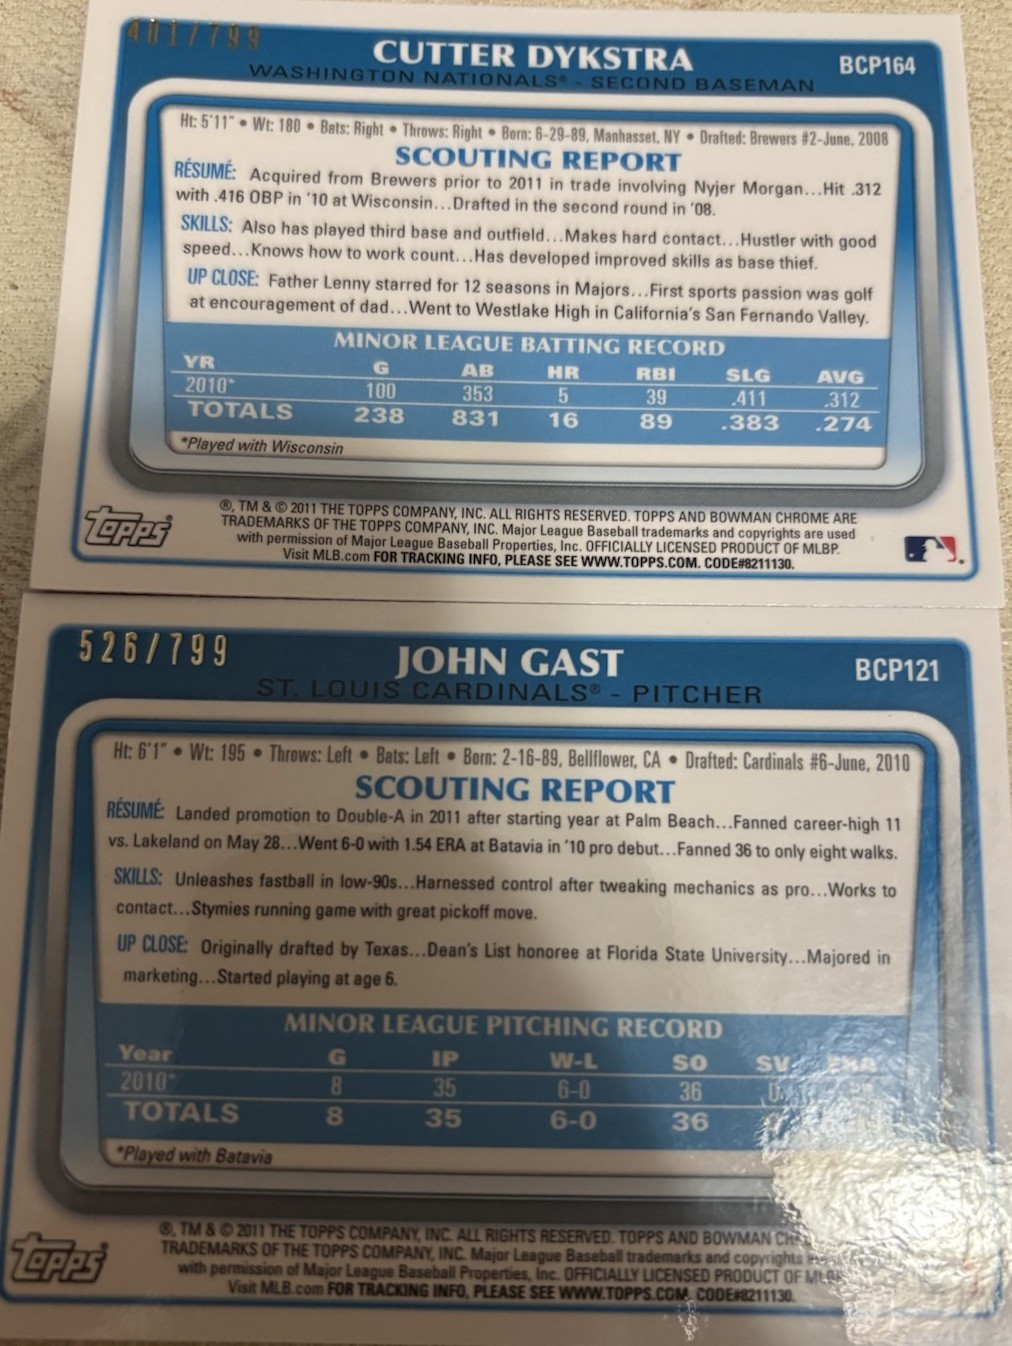 401/799
CUTTER DYKSTRA
BCP164
WASHINGTON NATIONALS® - SECOND BASEMAN
Ht: 5'11" • Wt: 180 • Bats: Right • Throws: Right • Born: 6-29-89, Manhasset, NY • Drafted: Brewers #2-June, 2008
SCOUTING REPORT
RÉSUMÉ: Acquired from Brewers prior to 2011 in trade involving Nyjer Morgan...Hit .312
with .416 OBP in '10 at Wisconsin...Drafted in the second round in '08.
SKILLS: Also has played third base and outfield...Makes hard contact...Hustler with good
speed...Knows how to work count...Has developed improved skills as base thief.
UP CLOSE: Father Lenny starred for 12 seasons in Majors...First sports passion was golf
at encouragement of dad...Went to Westlake High in California's San Fernando Valley.
MINOR LEAGUE BATTING RECORD
YR G AB HR RBI SLG AVG
2010* 100 353 5 39 .411 .312
TOTALS 238 831 16 89 .383 .274
*Played with Wisconsin
TOPPS
®, TM & © 2011 THE TOPPS COMPANY, INC. ALL RIGHTS RESERVED. TOPPS AND BOWMAN CHROME ARE
TRADEMARKS OF THE TOPPS COMPANY, INC. Major League Baseball trademarks and copyrights are used
with permission of Major League Baseball Properties, Inc. OFFICIALLY LICENSED PRODUCT OF MLBP.
Visit MLB.com FOR TRACKING INFO, PLEASE SEE WWW.TOPPS.COM. CODE#8211130.
526/799
JOHN GAST
BCP121
ST. LOUIS CARDINALS® - PITCHER
Ht: 6'1" • Wt: 195 • Throws: Left • Bats: Left • Born: 2-16-89, Bellflower, CA • Drafted: Cardinals #6-June, 2010
SCOUTING REPORT
RÉSUMÉ: Landed promotion to Double-A in 2011 after starting year at Palm Beach...Fanned career-high 11
vs. Lakeland on May 28...Went 6-0 with 1.54 ERA at Batavia in '10 pro debut...Fanned 36 to only eight walks.
SKILLS: Unleashes fastball in low-90s...Harnessed control after tweaking mechanics as pro...Works to
contact...Stymies running game with great pickoff move.
UP CLOSE: Originally drafted by Texas...Dean's List honoree at Florida State University...Majored in
marketing...Started playing at age 6.
MINOR LEAGUE PITCHING RECORD
Year G IP W-L SO SV ERA
2010* 8 35 6-0 36 0
TOTALS 8 35 6-0 36
*Played with Batavia
TOPPS
®, TM & © 2011 THE TOPPS COMPANY, INC. ALL RIGHTS RESERVED. TOPPS AND BOWMAN
TRADEMARKS OF THE TOPPS COMPANY, INC. Major League Baseball trademarks and copyrights
with permission of Major League Baseball Properties, Inc. OFFICIALLY LICENSED PRODUCT OF
Visit MLB.com FOR TRACKING INFO, PLEASE SEE WWW.TOPPS.COM. CODE#8211130.